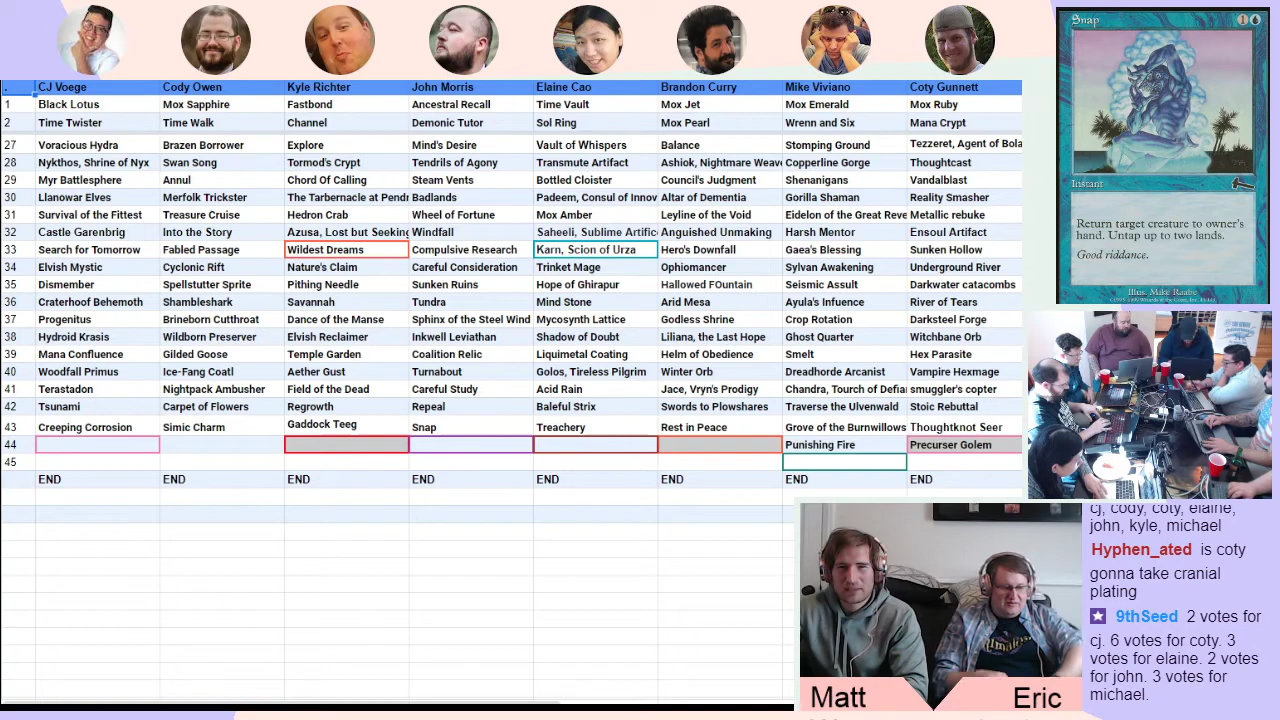 . CJ Voege Cody Owen Kyle Richter John Morris Elaine Cao Brandon Curry Mike Viviano Coty Gunnett
1 Black Lotus Mox Sapphire Fastbond Ancestral Recall Time Vault Mox Jet Mox Emerald Mox Ruby
2 Time Twister Time Walk Channel Demonic Tutor Sol Ring Mox Pearl Wrenn and Six Mana Crypt
27 Voracious Hydra Brazen Borrower Explore Mind's Desire Vault of Whispers Balance Stomping Ground Tezzeret, Agent of Bola
28 Nykthos, Shrine of Nyx Swan Song Tormod's Crypt Tendrils of Agony Transmute Artifact Ashiok, Nightmare Weave Copperline Gorge Thoughtcast
29 Myr Battlesphere Annul Chord Of Calling Steam Vents Bottled Cloister Council's Judgment Shenanigans Vandalblast
30 Llanowar Elves Merfolk Trickster The Tarbernacle at Pendr Badlands Padeem, Consul of Innov Altar of Dementia Gorilla Shaman Reality Smasher
31 Survival of the Fittest Treasure Cruise Hedron Crab Wheel of Fortune Mox Amber Leyline of the Void Eidelon of the Great Reve Metallic rebuke
32 Castle Garenbrig Into the Story Azusa, Lost but Seeking Windfall Saheeli, Sublime Artific Anguished Unmaking Harsh Mentor Ensoul Artifact
33 Search for Tomorrow Fabled Passage Wildest Dreams Compulsive Research Karn, Scion of Urza Hero's Downfall Gaea's Blessing Sunken Hollow
34 Elvish Mystic Cyclonic Rift Nature's Claim Careful Consideration Trinket Mage Ophiomancer Sylvan Awakening Underground River
35 Dismember Spellstutter Sprite Pithing Needle Sunken Ruins Hope of Ghirapur Hallowed FOuntain Seismic Assult Darkwater catacombs
36 Craterhoof Behemoth Shambleshark Savannah Tundra Mind Stone Arid Mesa Ayula's Infuence River of Tears
37 Progenitus Brineborn Cutthroat Dance of the Manse Sphinx of the Steel Wind Mycosynth Lattice Godless Shrine Crop Rotation Darksteel Forge
38 Hydroid Krasis Wildborn Preserver Elvish Reclaimer Inkwell Leviathan Shadow of Doubt Liliana, the Last Hope Ghost Quarter Witchbane Orb
39 Mana Confluence Gilded Goose Temple Garden Coalition Relic Liquimetal Coating Helm of Obedience Smelt Hex Parasite
40 Woodfall Primus Ice-Fang Coatl Aether Gust Turnabout Golos, Tireless Pilgrim Winter Orb Dreadhorde Arcanist Vampire Hexmage
41 Terastadon Nightpack Ambusher Field of the Dead Careful Study Acid Rain Jace, Vryn's Prodigy Chandra, Tourch of Defia smuggler's copter
42 Tsunami Carpet of Flowers Regrowth Repeal Baleful Strix Swords to Plowshares Traverse the Ulvenwald Stoic Rebuttal
43 Creeping Corrosion Simic Charm Gaddock Teeg Snap Treachery Rest in Peace Grove of the Burnwillows Thoughtknot Seer
44 Punishing Fire Precurser Golem
45
END END END END END END END END
Snap
1
Instant
Return target creature to owner's
hand. Untap up to two lands.
Good riddance.
Illus. Mike Raabe
cj, cody, coty, elaine,
john, kyle, michael
Hyphen_ated is coty
gonna take cranial
plating
9thSeed 2 votes for
cj. 6 votes for coty. 3
votes for elaine. 2 votes
for john. 3 votes for
michael.
Matt Eric